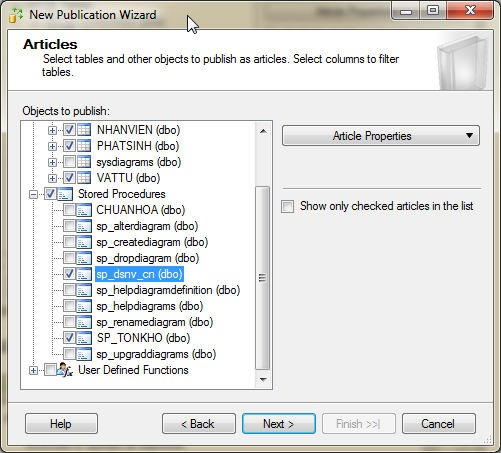 New Publication Wizard
Articles
Select tables and other objects to publish as articles. Select columns to filter
tables.
Objects to publish:
NHANVIEN (dbo)
PHATSINH (dbo)
sysdiagrams (dbo)
VATTU (dbo)
Stored Procedures
CHUANHOA (dbo)
sp_alterdiagram (dbo)
sp_creatediagram (dbo)
sp_dropdiagram (dbo)
sp_dsnv_cn (dbo)
sp_helpdiagramdefinition (dbo)
sp_helpdiagrams (dbo)
sp_renamediagram (dbo)
SP_TONKHO (dbo)
sp_upgraddiagrams (dbo)
User Defined Functions
Article Properties
Show only checked articles in the list
Help
< Back
Next >
Finish >>|
Cancel